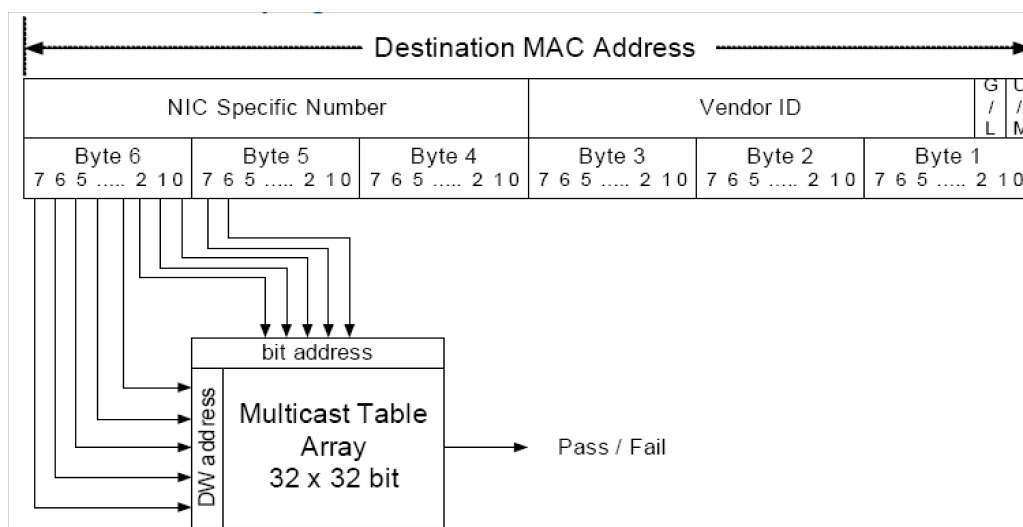 Destination MAC Address
NIC Specific Number
Vendor ID
G / L
U / M
Byte 6
Byte 5
Byte 4
Byte 3
Byte 2
Byte 1
7 6 5 ..... 2 1 0
7 6 5 ..... 2 1 0
7 6 5 ..... 2 1 0
7 6 5 ..... 2 1 0
7 6 5 ..... 2 1 0
7 6 5 ..... 2 1 0
bit address
DW address
Multicast Table
Array
32 x 32 bit
Pass / Fail